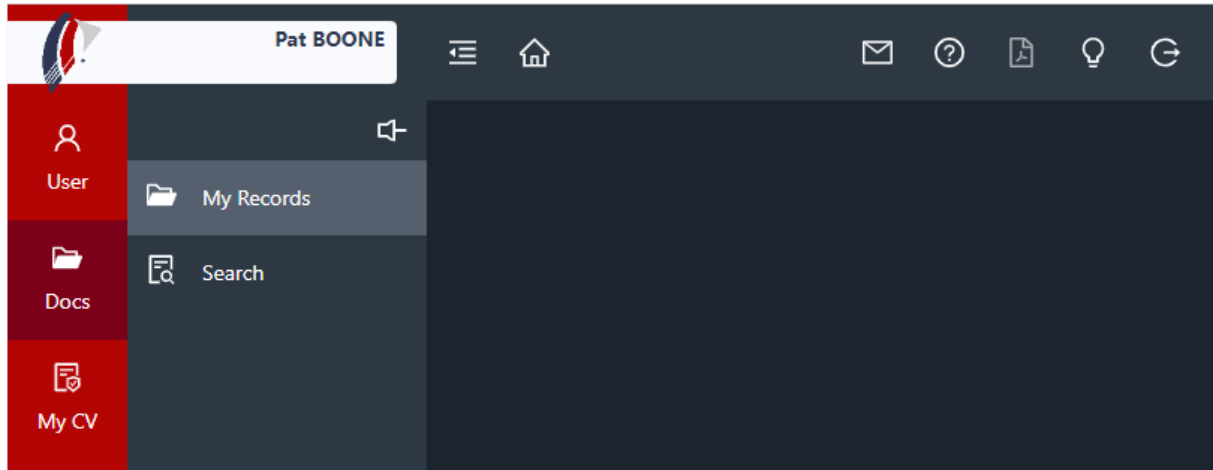 Pat BOONE
User
My Records
Search
Docs
My CV